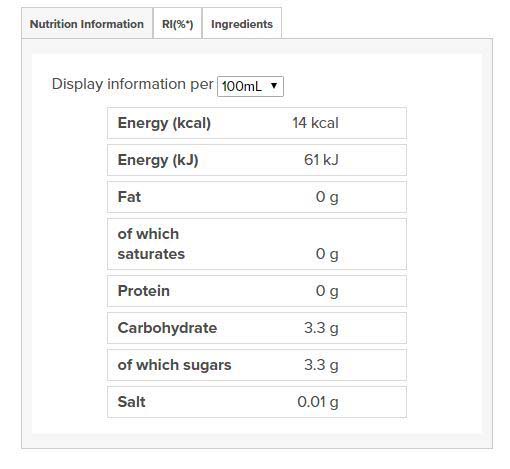 Nutrition Information RI(%*) Ingredients
Display information per 100mL
Energy (kcal) 14 kcal
Energy (kJ) 61 kJ
Fat 0 g
of which
saturates 0 g
Protein 0 g
Carbohydrate 3.3 g
of which sugars 3.3 g
Salt 0.01 g